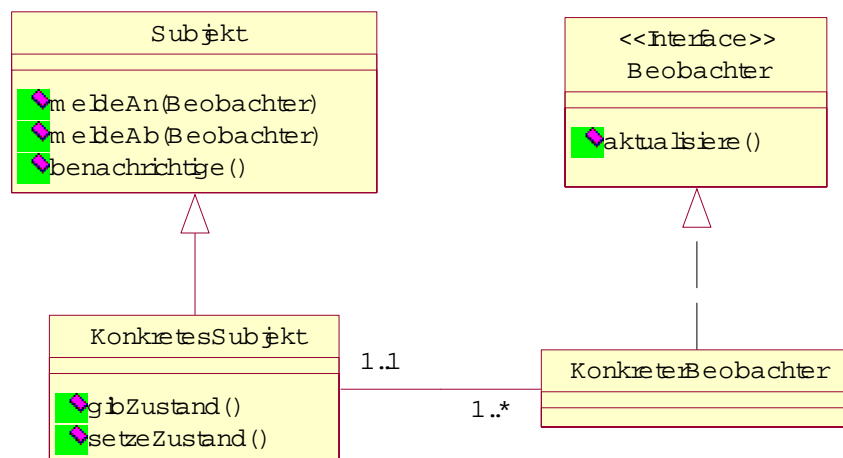 Subjekt
meldeAn(Beobachter)
meldeAb(Beobachter)
benachrichtige()
<<Interface>>
Beobachter
aktualisiere()
KonkretesSubjekt
gibZustand()
setzeZustand()
1..1
1..*
KonkreterBeobachter